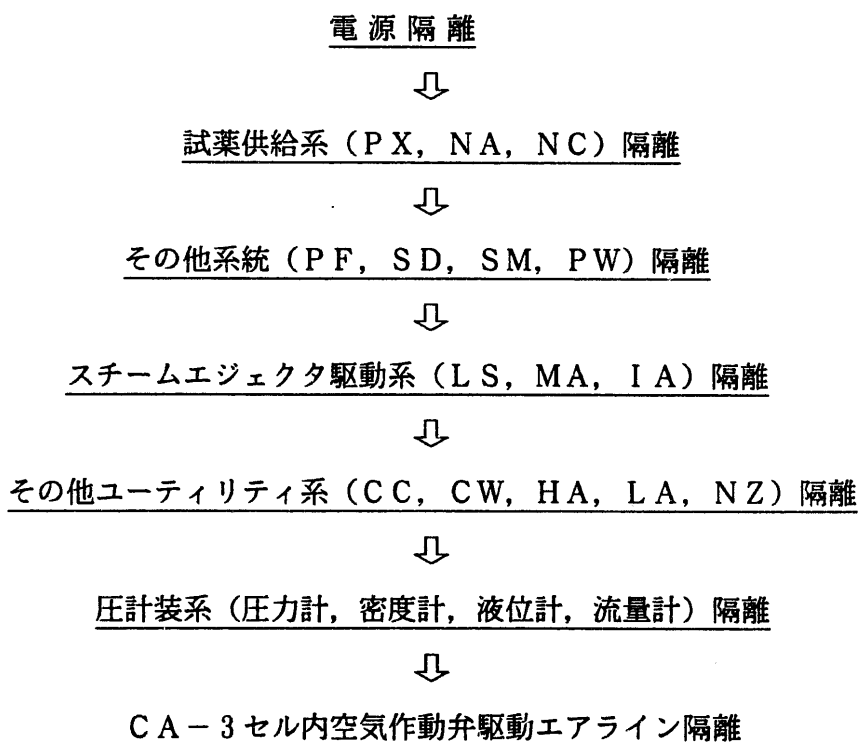 電源隔離
⇩
試薬供給系（PX，NA，NC）隔離
⇩
その他系統（PF，SD，SM，PW）隔離
⇩
スチームエジェクタ駆動系（LS，MA，IA）隔離
⇩
その他ユーティリティ系（CC，CW，HA，LA，NZ）隔離
⇩
圧計装系（圧力計，密度計，液位計，流量計）隔離
⇩
CA－3セル内空気作動弁駆動エアライン隔離